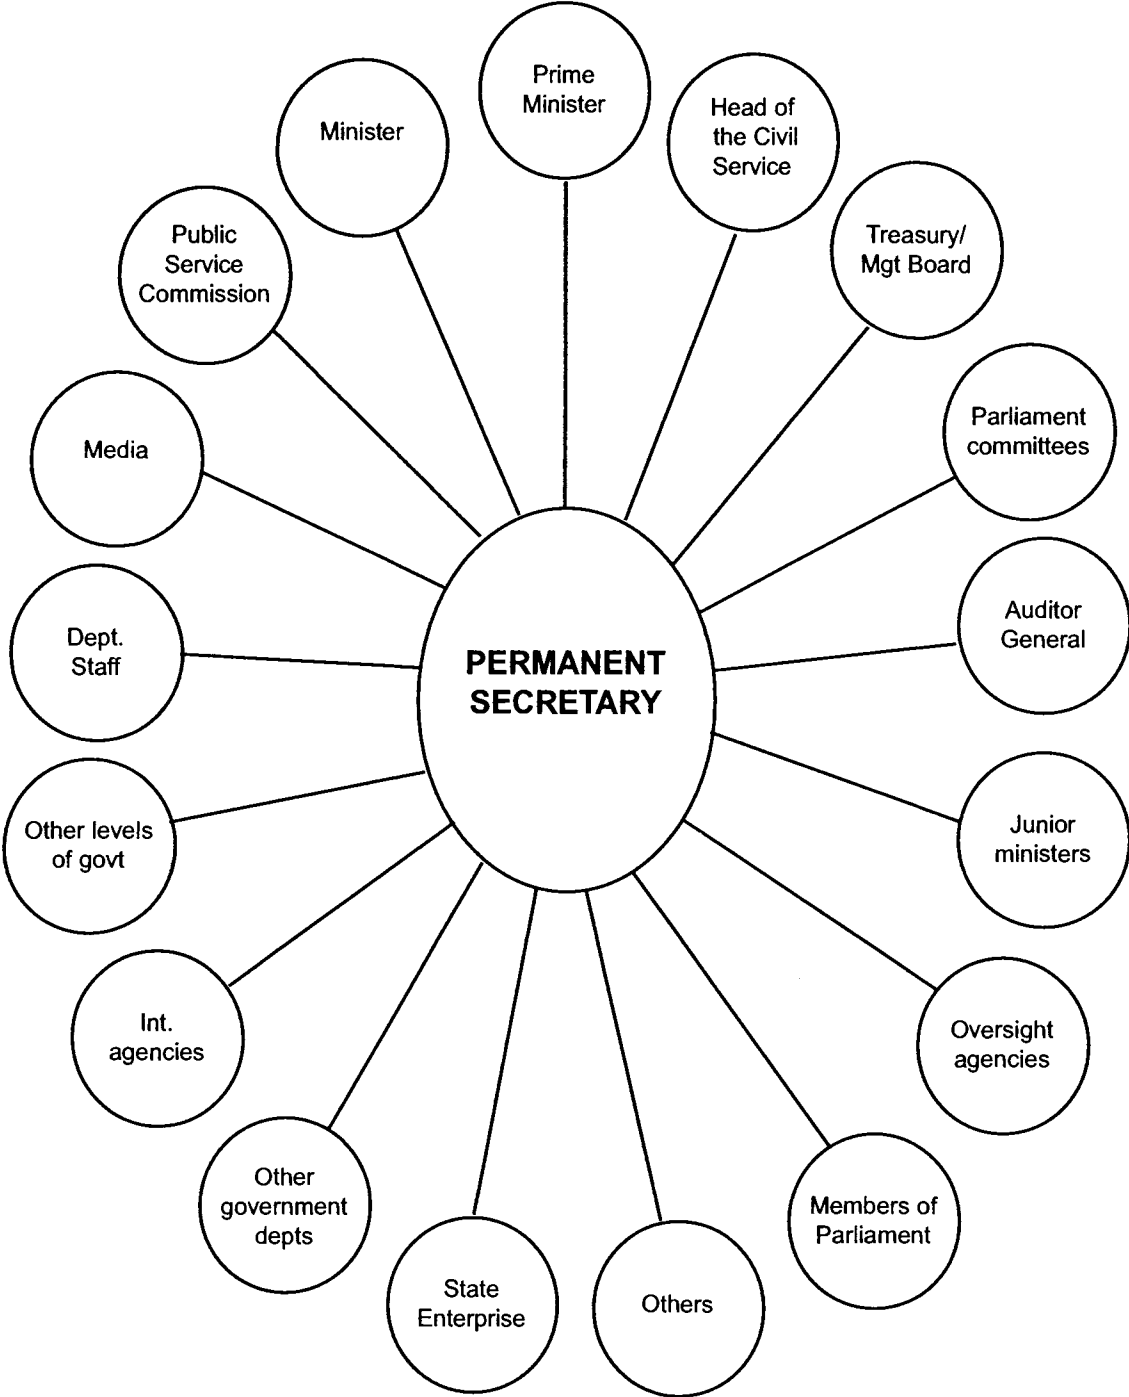 Prime
Minister
Head of
the Civil
Service
Minister
Treasury/
Mgt Board
Public
Service
Commission
Parliament
committees
Media
Auditor
General
Dept.
Staff
PERMANENT
SECRETARY
Junior
ministers
Other levels
of govt
Oversight
agencies
Int.
agencies
Members of
Parliament
Other
government
depts
State
Enterprise
Others